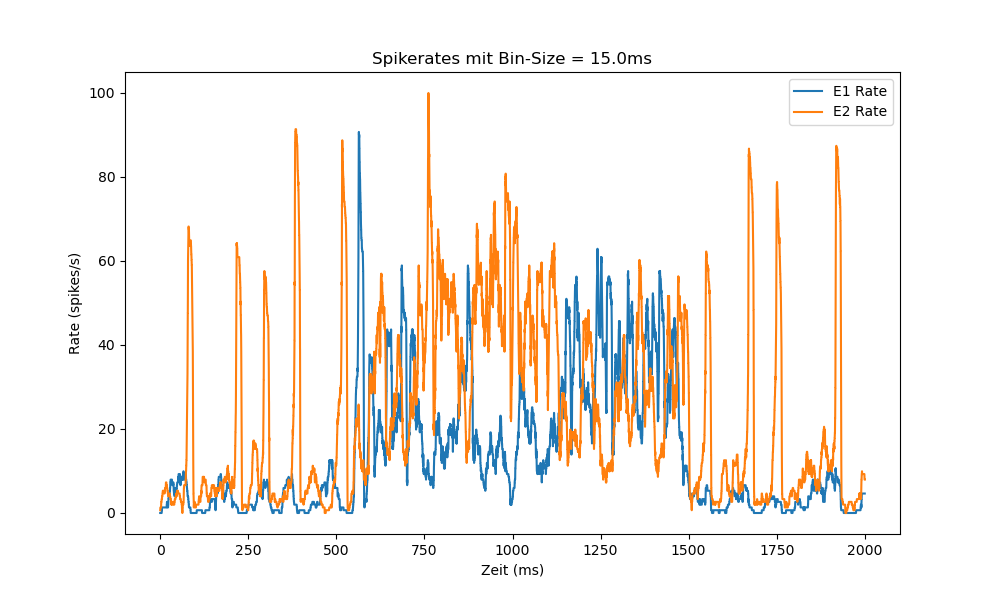 Spikerates mit Bin-Size = 15.0ms
E1 Rate
E2 Rate
Rate (spikes/s)
100
80
60
40
20
0
0 250 500 750 1000 1250 1500 1750 2000
Zeit (ms)